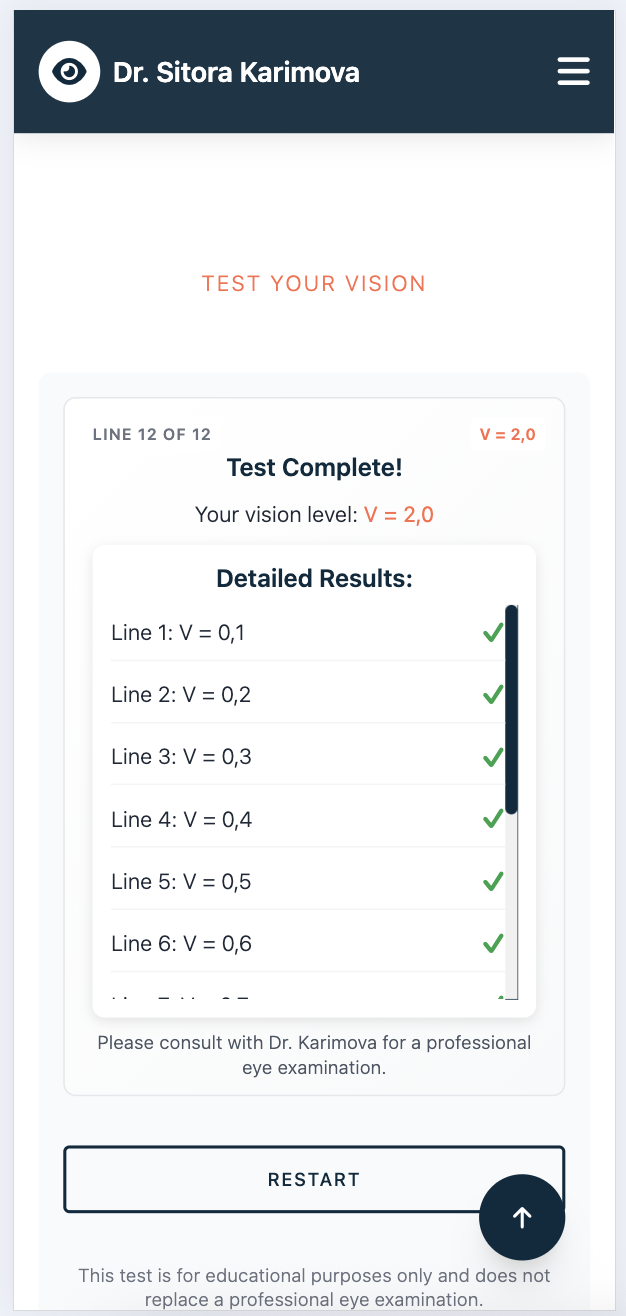 Dr. Sitora Karimova
TEST YOUR VISION
LINE 12 OF 12
V = 2,0
Test Complete!
Your vision level: V = 2,0
Detailed Results:
Line 1: V = 0,1
Line 2: V = 0,2
Line 3: V = 0,3
Line 4: V = 0,4
Line 5: V = 0,5
Line 6: V = 0,6
Please consult with Dr. Karimova for a professional
eye examination.
RESTART
This test is for educational purposes only and does not
replace a professional eye examination.